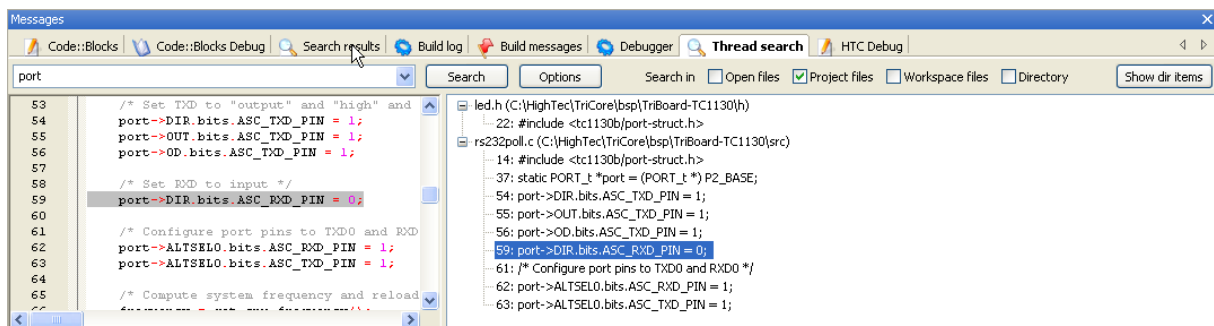 Messages
Code::Blocks Code::Blocks Debug Search results Build log Build messages Debugger Thread search HTC Debug
port Search Options Search in Open files Project files Workspace files Directory Show dir items
53 /* Set TXD to "output" and "high" and
54 port->DIR.bits.ASC_TXD_PIN = 1;
55 port->OUT.bits.ASC_TXD_PIN = 1;
56 port->OD.bits.ASC_TXD_PIN = 1;
57
58 /* Set RXD to input */
59 port->DIR.bits.ASC_RXD_PIN = 0;
60
61 /* Configure port pins to TXD0 and RXD
62 port->ALTSEL0.bits.ASC_RXD_PIN = 1;
63 port->ALTSEL0.bits.ASC_TXD_PIN = 1;
64
65 /* Compute system frequency and reload
led.h (C:\HighTec\TriCore\bsp\TriBoard-TC1130\h)
22: #include <tc1130b/port-struct.h>
rs232poll.c (C:\HighTec\TriCore\bsp\TriBoard-TC1130\src)
14: #include <tc1130b/port-struct.h>
37: static PORT_t *port = (PORT_t *) P2_BASE;
54: port->DIR.bits.ASC_TXD_PIN = 1;
55: port->OUT.bits.ASC_TXD_PIN = 1;
56: port->OD.bits.ASC_TXD_PIN = 1;
59: port->DIR.bits.ASC_RXD_PIN = 0;
61: /* Configure port pins to TXD0 and RXD0 */
62: port->ALTSEL0.bits.ASC_RXD_PIN = 1;
63: port->ALTSEL0.bits.ASC_TXD_PIN = 1;